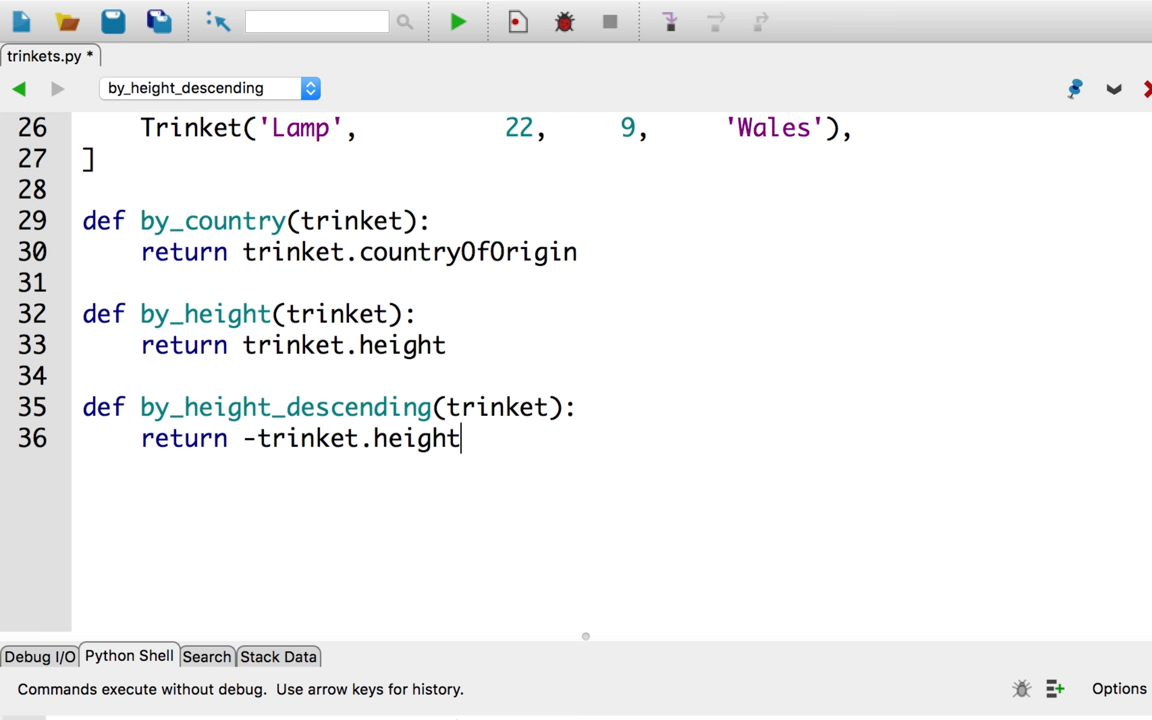 trinkets.py *
by_height_descending
26 Trinket('Lamp', 22, 9, 'Wales'),
27 ]
28
29 def by_country(trinket):
30 return trinket.countryOfOrigin
31
32 def by_height(trinket):
33 return trinket.height
34
35 def by_height_descending(trinket):
36 return -trinket.height
Debug I/O Python Shell Search Stack Data
Commands execute without debug. Use arrow keys for history. Options